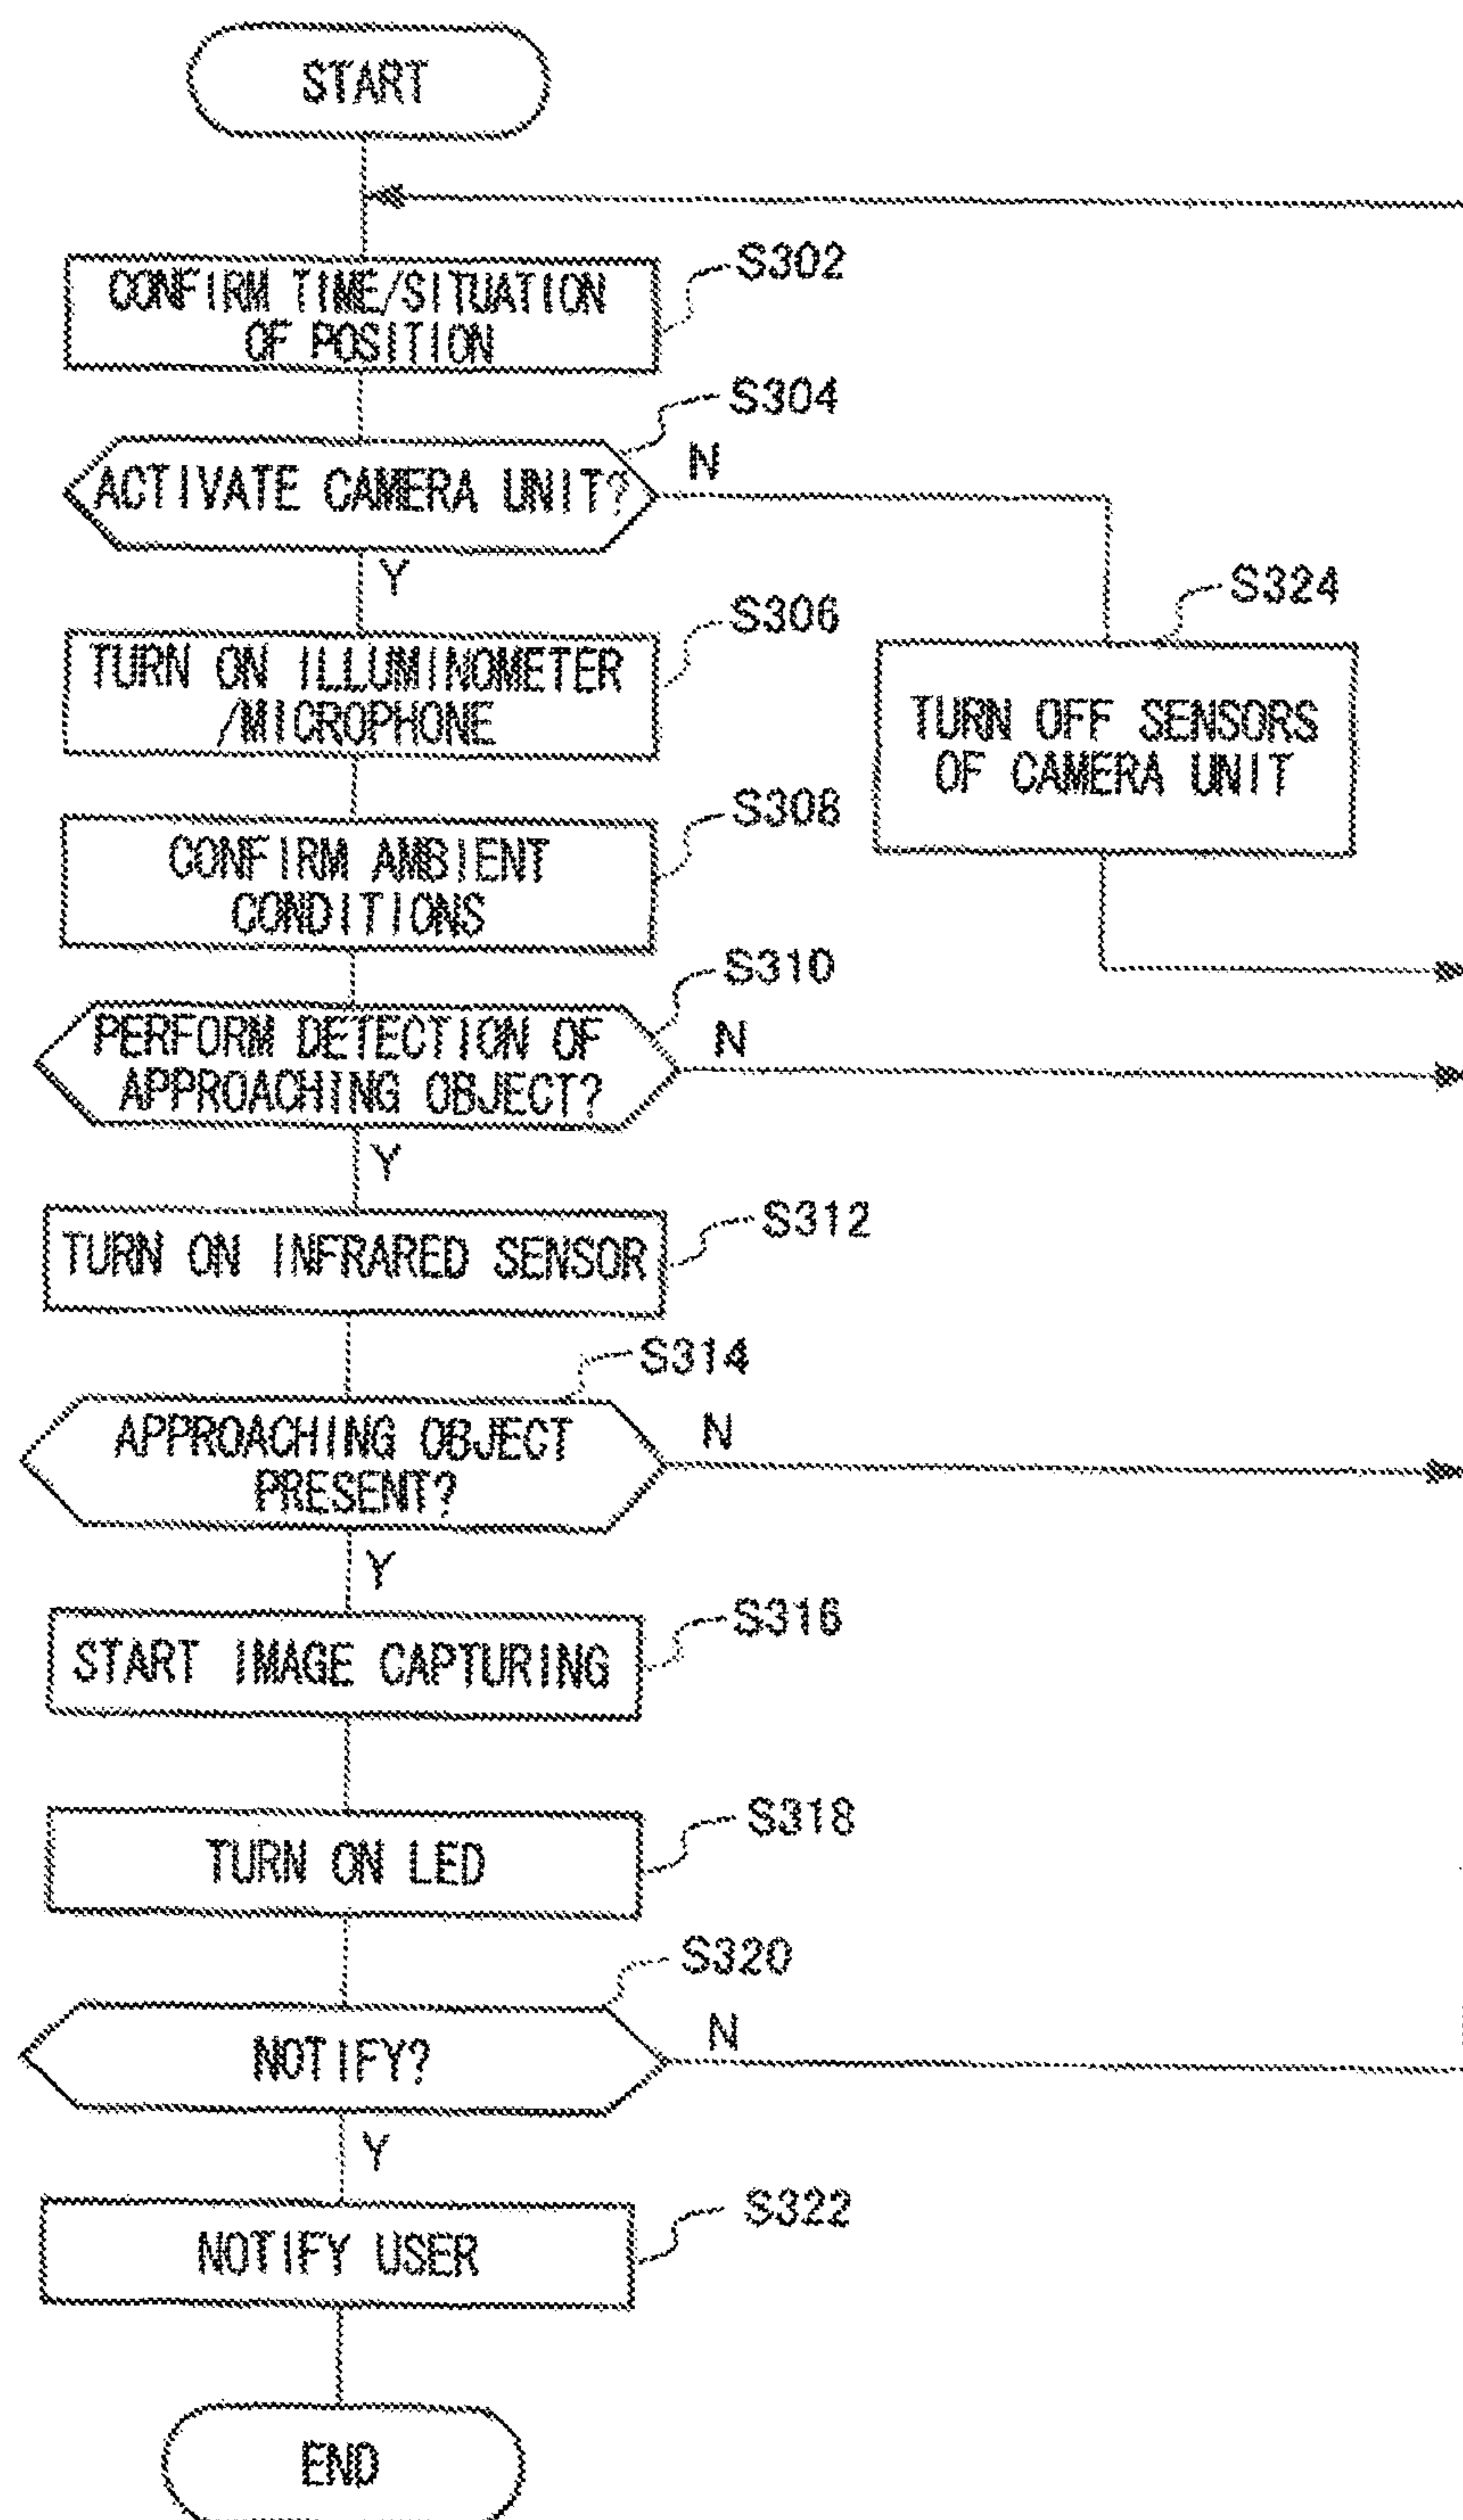 START
S302
CONFIRM TIME/SITUATION
OF POSITION
S304
ACTIVATE CAMERA UNIT?
N
Y
S324
TURN OFF SENSORS
OF CAMERA UNIT
S306
TURN ON ILLUMINOMETER
/MICROPHONE
S308
CONFIRM AMBIENT
CONDITIONS
S310
PERFORM DETECTION OF
APPROACHING OBJECT?
N
Y
S312
TURN ON INFRARED SENSOR
S314
APPROACHING OBJECT
PRESENT?
N
Y
S316
START IMAGE CAPTURING
S318
TURN ON LED
S320
NOTIFY?
N
Y
S322
NOTIFY USER
END